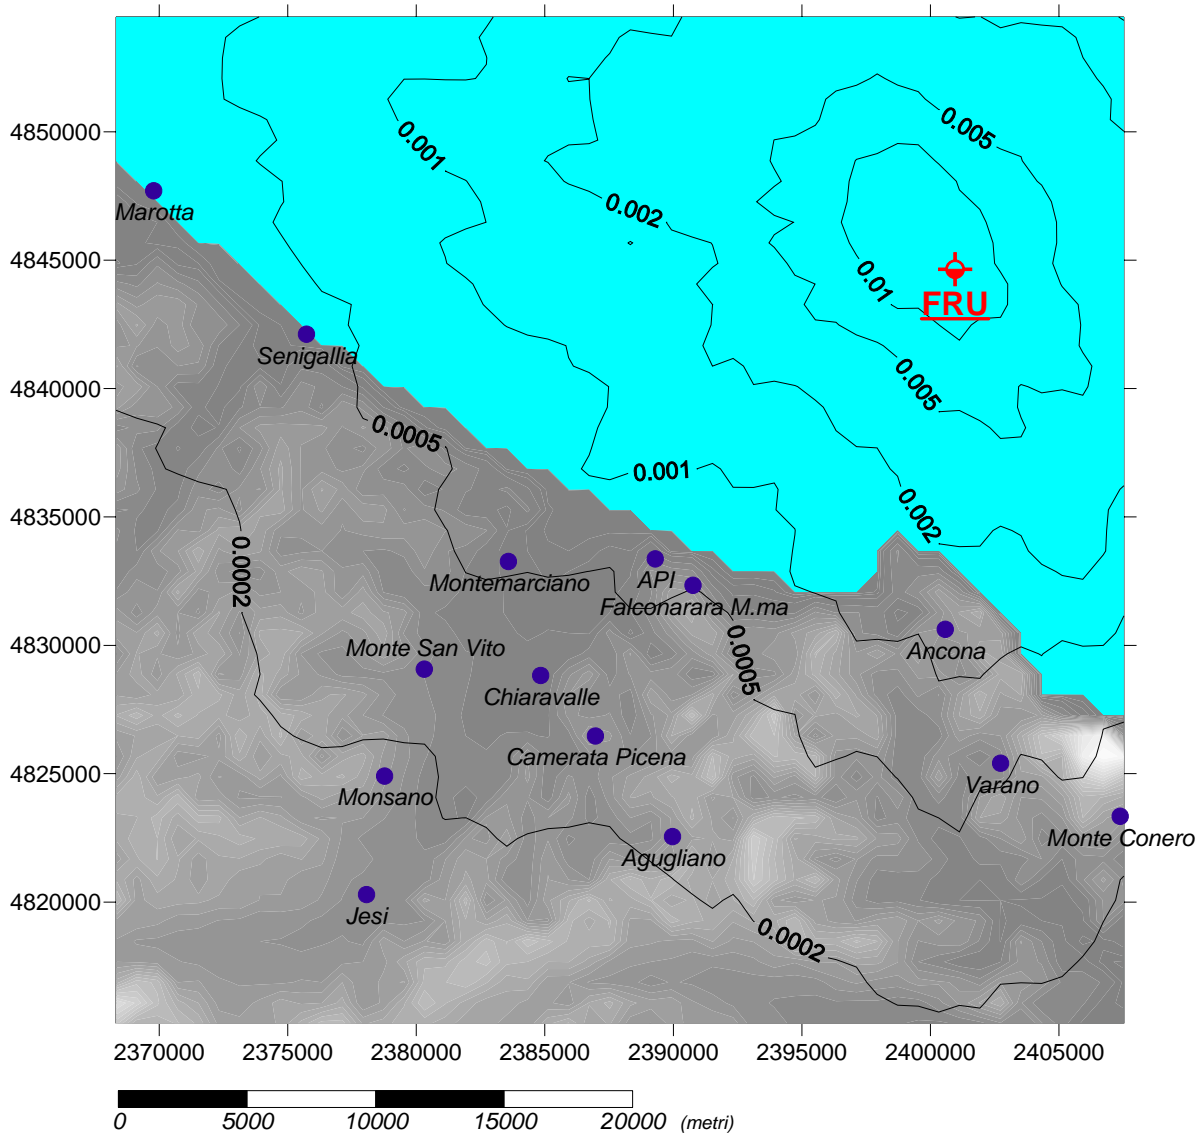 0.005
4850000
0.001
Marotta
0.002
4845000
0.01
FRU
Senigallia
4840000
0.005
0.0005
0.001
4835000
0.002
0.0002
Montemarciano
API
Falconarara M.ma
4830000
Monte San Vito
0.0005
Ancona
Chiaravalle
Camerata Picena
4825000
Monsano
Varano
Monte Conero
Agugliano
4820000
Jesi
0.0002
2370000 2375000 2380000 2385000 2390000 2395000 2400000 2405000
0 5000 10000 15000 20000 (metri)